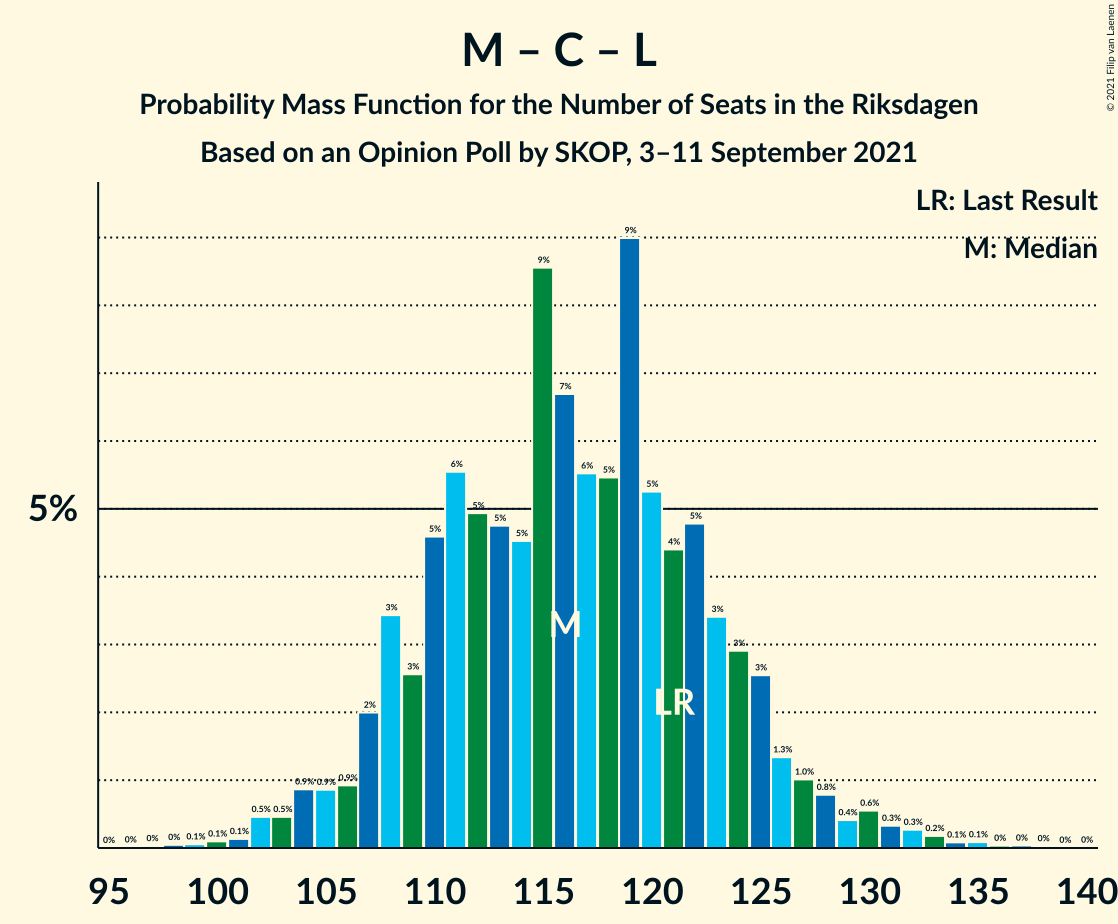 © 2021 Filip van Laenen
M – C – L
Probability Mass Function for the Number of Seats in the Riksdagen
Based on an Opinion Poll by SKOP, 3–11 September 2021
LR: Last Result
M: Median
5%
0% 0% 0% 0% 0.1% 0.1% 0.1% 0.5% 0.5% 0.9% 0.9% 0.9% 2% 3% 3% 5% 6% 5% 5% 5% 9% 7% 6% 5% 9% 5% 4% 5% 3% 3% 3% 1.3% 1.0% 0.8% 0.4% 0.6% 0.3% 0.3% 0.2% 0.1% 0.1% 0% 0% 0% 0% 0%
M
LR
95 100 105 110 115 120 125 130 135 140